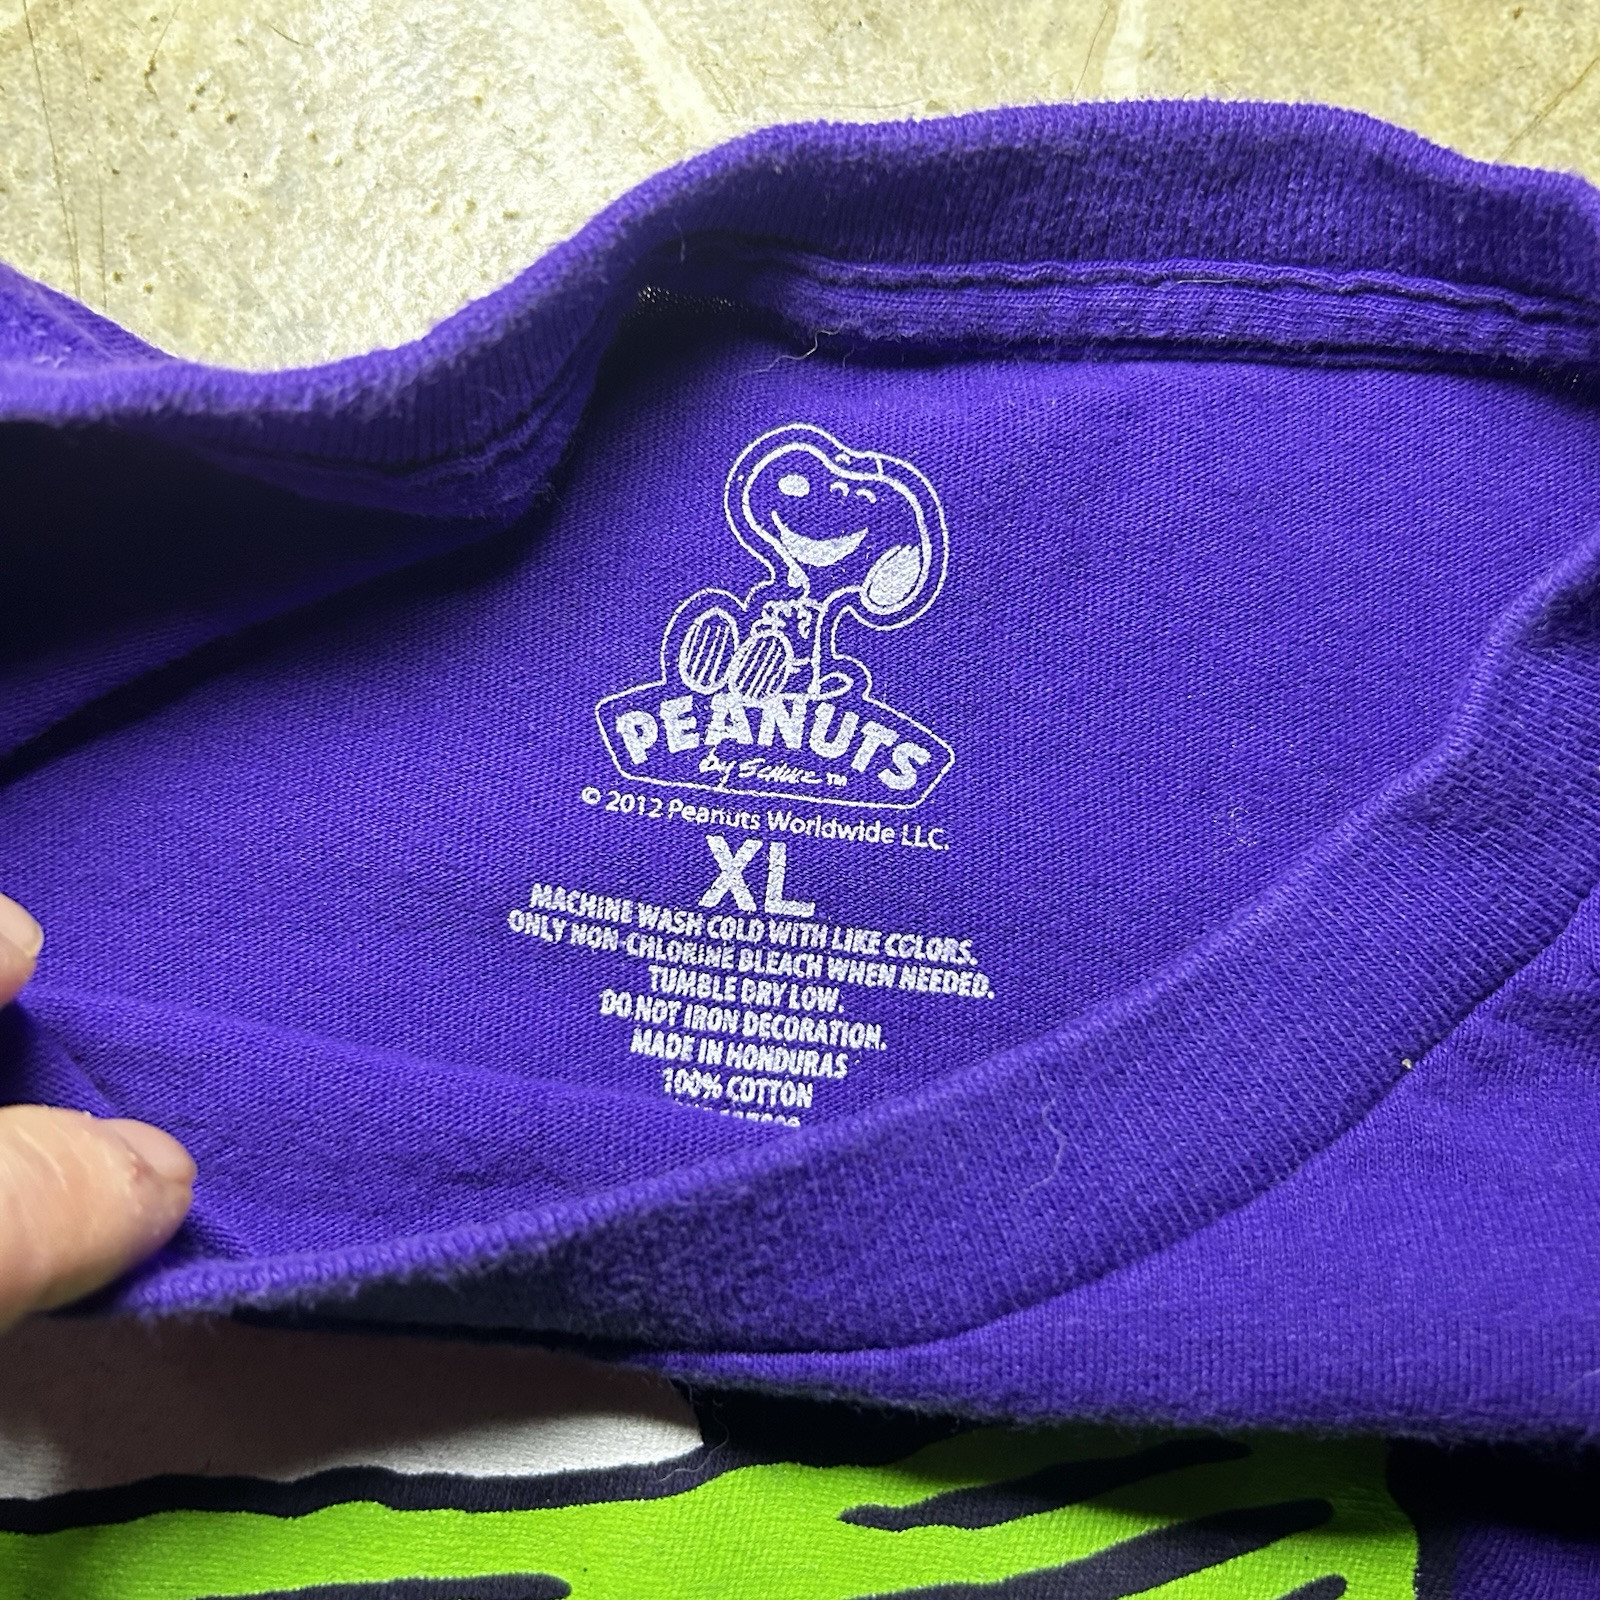 PEANUTS
by SCHULZ™
© 2012 Peanuts Worldwide LLC.
XL
MACHINE WASH COLD WITH LIKE COLORS.
ONLY NON-CHLORINE BLEACH WHEN NEEDED.
TUMBLE DRY LOW.
DO NOT IRON DECORATION.
MADE IN HONDURAS
100% COTTON